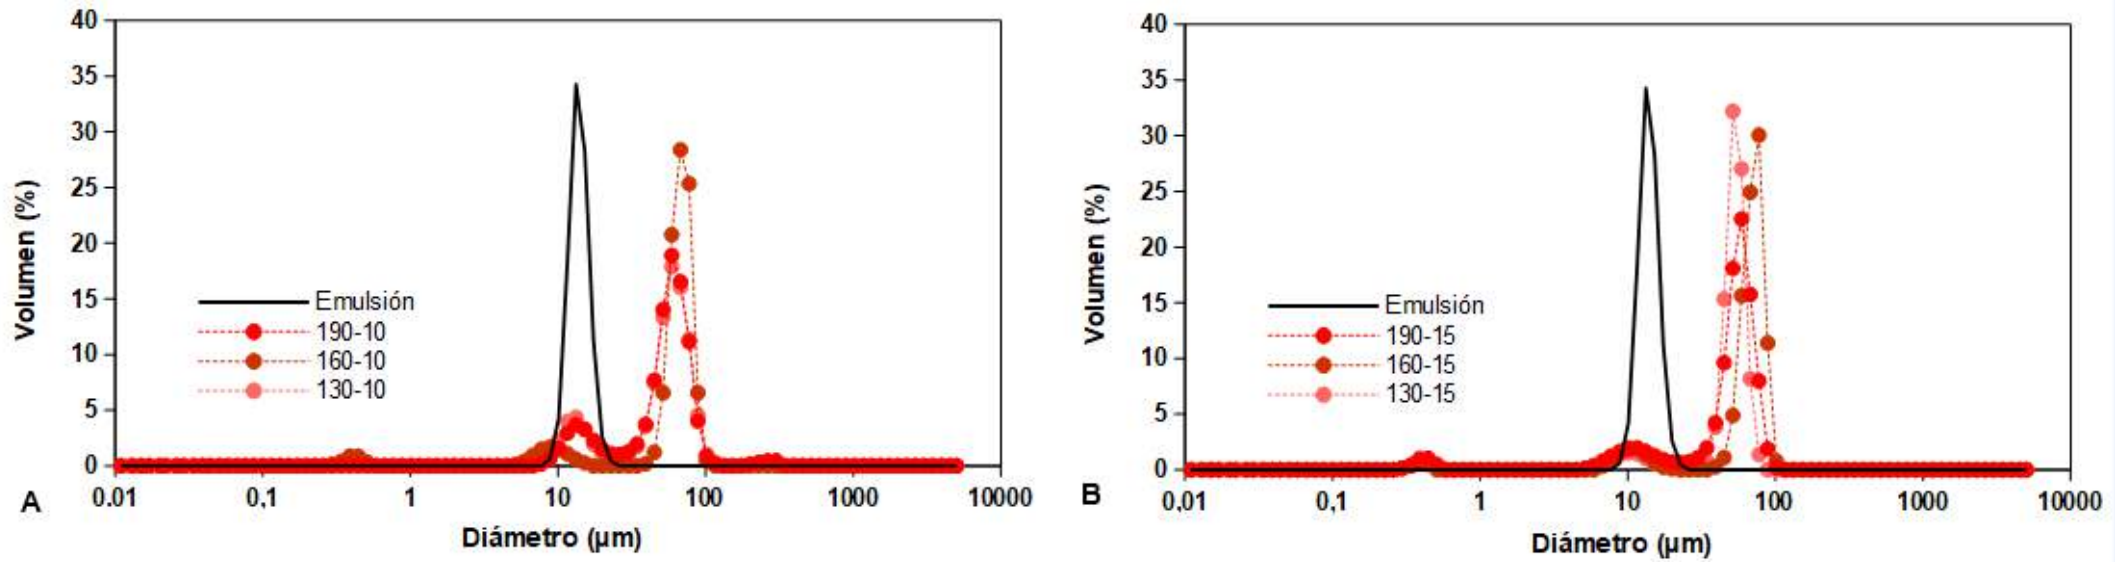 40
35
30
25
20
15
10
5
0
Volumen (%)
Emulsión
190-10
160-10
130-10
0.01 0,1 1 10 100 1000 10000
A
Diámetro (µm)
40
35
30
25
20
15
10
5
0
Volumen (%)
Emulsión
190-15
160-15
130-15
0,01 0,1 1 10 100 1000 10000
B
Diámetro (µm)